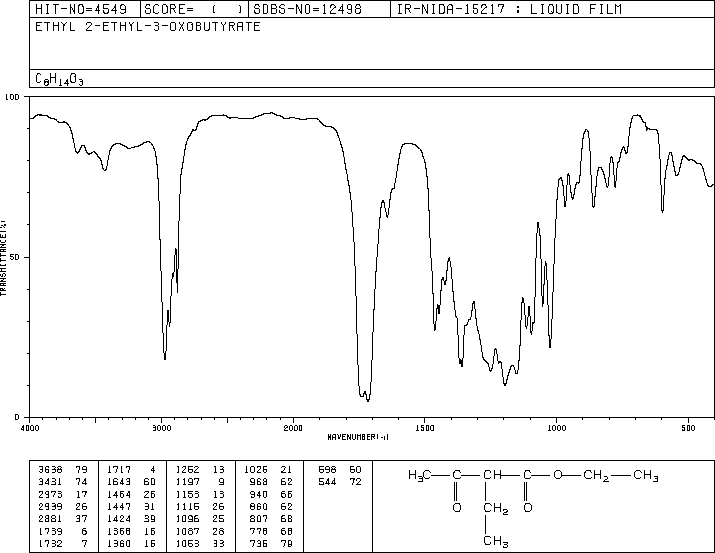 HIT-NO=4549 SCORE= ( ) SDBS-NO=12498 IR-NIDA-15217 : LIQUID FILM
ETHYL 2-ETHYL-3-OXOBUTYRATE
C8H14O3
100
50
0
TRANSMITTANCE(%)
4000 3000 2000 1500 1000 500
WAVENUMBER(-1)
3638 79 1717 4 1252 13 1026 21 598 60
3431 74 1643 60 1197 9 968 62 544 72
2973 17 1464 26 1153 13 940 66
2939 26 1447 31 1116 26 860 62
2881 37 1424 39 1096 25 807 68
1739 6 1368 16 1087 28 778 68
1732 7 1360 16 1053 33 736 79
H3C C CH C O CH2 CH3
O CH2 O
CH3